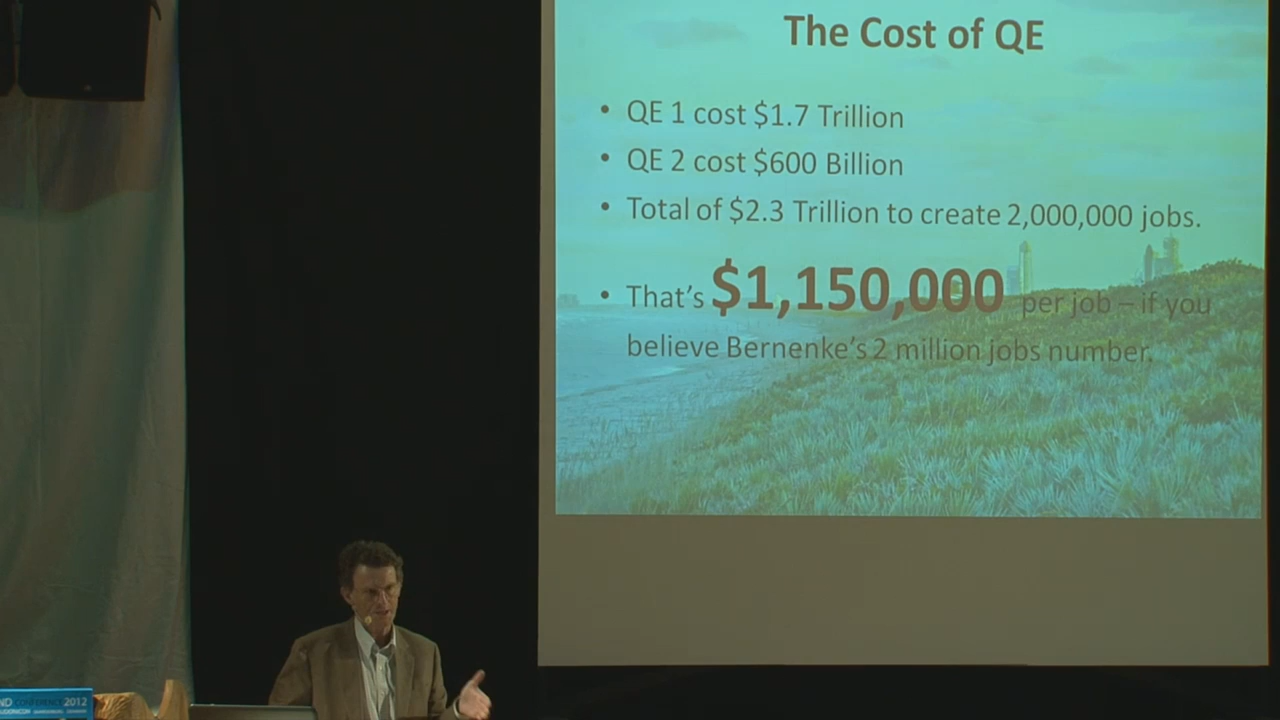 The Cost of QE
• QE 1 cost $1.7 Trillion
• QE 2 cost $600 Billion
• Total of $2.3 Trillion to create 2,000,000 jobs.
• That's $1,150,000 per job – if you
believe Bernenke's 2 million jobs number.
ND CONFERENCE 2012